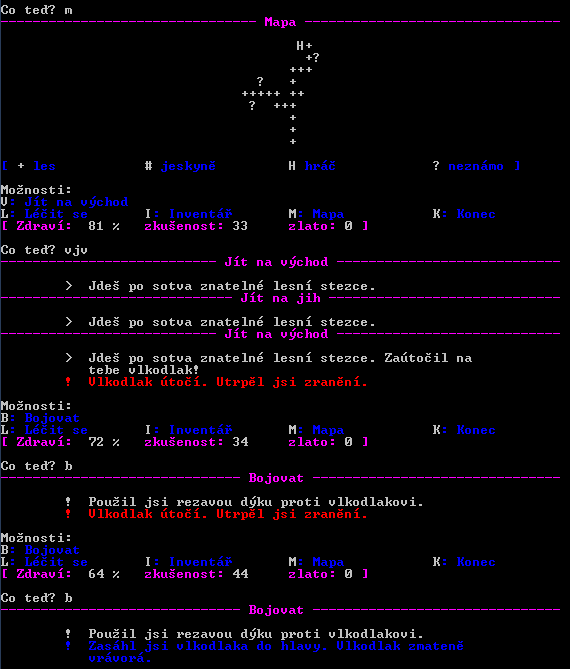 Co teď? m
Mapa
H+
+?
+++
? +
+++++ ++
? +++
+
+
+
[ + les # jeskyně H hráč ? neznámo ]
Možnosti:
V: Jít na východ
L: Léčit se I: Inventář M: Mapa K: Konec
[ Zdraví: 81 % zkušenost: 33 zlato: 0 ]
Co teď? vjv
Jít na východ
> Jdeš po sotva znatelné lesní stezce.
Jít na jih
> Jdeš po sotva znatelné lesní stezce.
Jít na východ
> Jdeš po sotva znatelné lesní stezce. Zaútočil na
tebe vlkodlak!
! Vlkodlak útočí. Utrpěl jsi zranění.
Možnosti:
B: Bojovat
L: Léčit se I: Inventář M: Mapa K: Konec
[ Zdraví: 72 % zkušenost: 34 zlato: 0 ]
Co teď? b
Bojovat
! Použil jsi rezavou dýku proti vlkodlakovi.
! Vlkodlak útočí. Utrpěl jsi zranění.
Možnosti:
B: Bojovat
L: Léčit se I: Inventář M: Mapa K: Konec
[ Zdraví: 64 % zkušenost: 44 zlato: 0 ]
Co teď? b
Bojovat
! Použil jsi rezavou dýku proti vlkodlakovi.
! Zasáhl jsi vlkodlaka do hlavy. Vlkodlak zmateně
vrávorá.